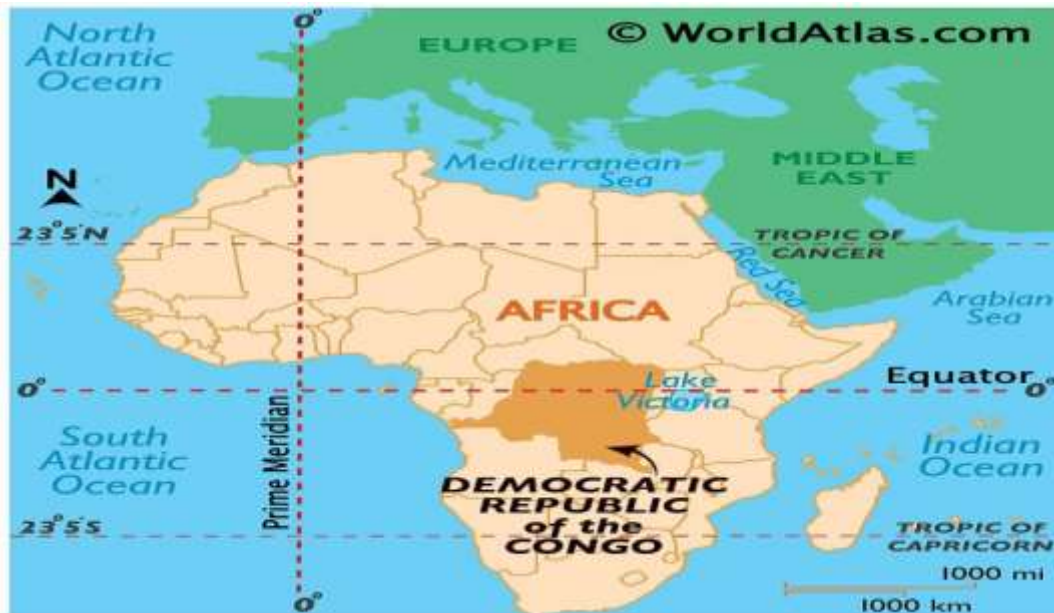 0°
North
Atlantic
Ocean
EUROPE
© WorldAtlas.com
Mediterranean
Sea
MIDDLE
EAST
N
23°5'N
TROPIC OF
CANCER
Red Sea
AFRICA
Arabian
Sea
0°
Lake
Victoria
Equator
0°
Prime Meridian
South
Atlantic
Ocean
Indian
Ocean
DEMOCRATIC
REPUBLIC
of the
CONGO
23°5'S
TROPIC OF
CAPRICORN
0°
1000 mi
1000 km